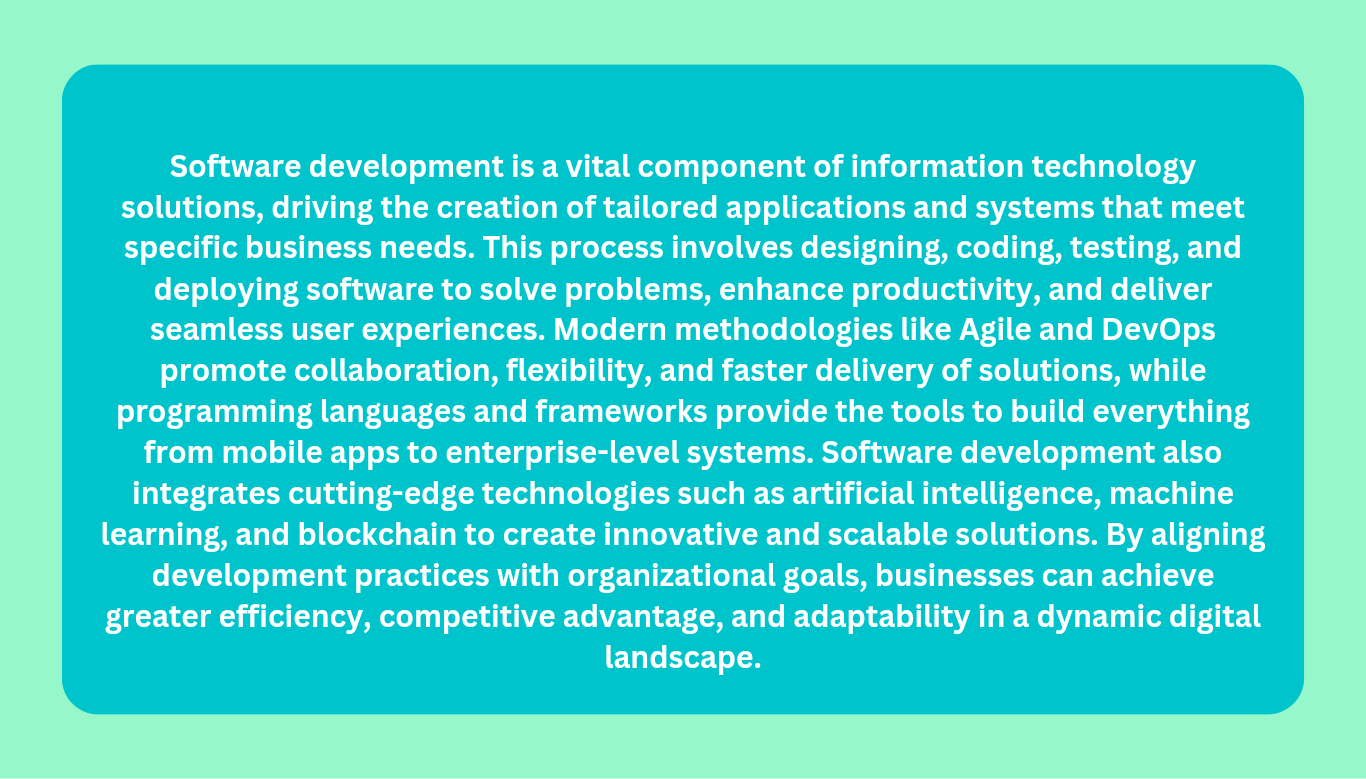 Software development is a vital component of information technology
solutions, driving the creation of tailored applications and systems that meet
specific business needs. This process involves designing, coding, testing, and
deploying software to solve problems, enhance productivity, and deliver
seamless user experiences. Modern methodologies like Agile and DevOps
promote collaboration, flexibility, and faster delivery of solutions, while
programming languages and frameworks provide the tools to build everything
from mobile apps to enterprise-level systems. Software development also
integrates cutting-edge technologies such as artificial intelligence, machine
learning, and blockchain to create innovative and scalable solutions. By aligning
development practices with organizational goals, businesses can achieve
greater efficiency, competitive advantage, and adaptability in a dynamic digital
landscape.